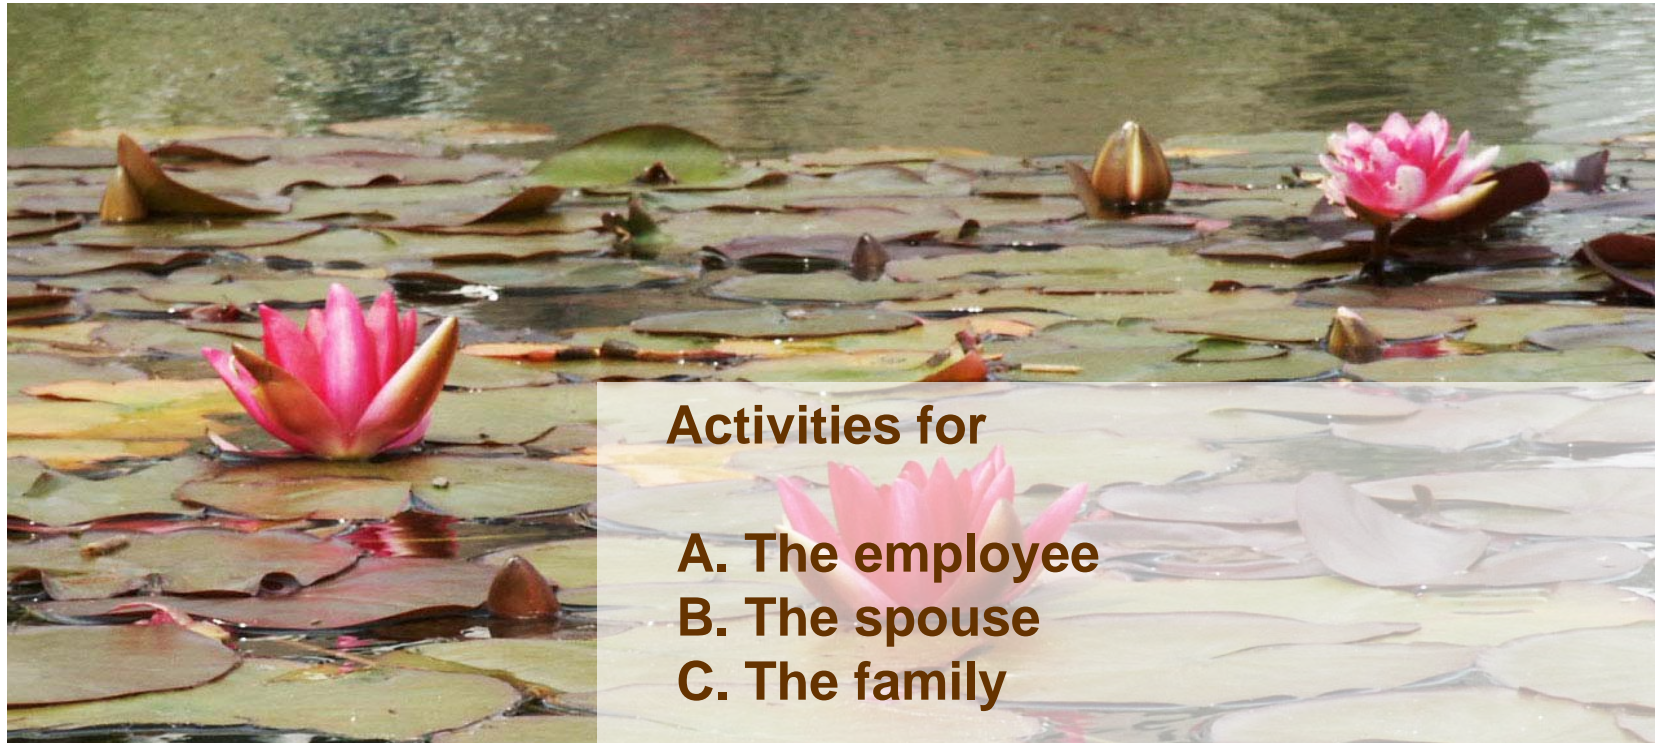 Activities for
A. The employee
B. The spouse
C. The family